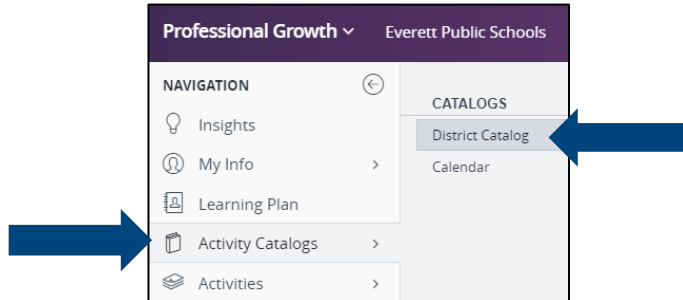 Professional Growth Everett Public Schools
NAVIGATION
Insights
My Info
Learning Plan
Activity Catalogs
Activities
CATALOGS
District Catalog
Calendar